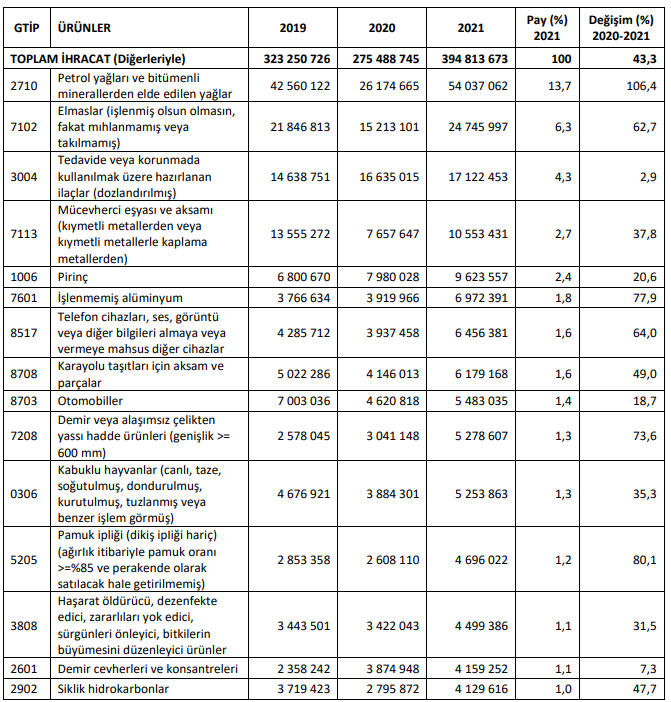 GTİP ÜRÜNLER 2019 2020 2021 Pay (%) Değişim (%)
2021 2020-2021
TOPLAM İHRACAT (Diğerleriyle) 323 250 726 275 488 745 394 813 673 100 43,3
2710 Petrol yağları ve bitümenli 42 560 122 26 174 665 54 037 062 13,7 106,4
minerallerden elde edilen yağlar
7102 Elmaslar (işlenmiş olsun olmasın, 21 846 813 15 213 101 24 745 997 6,3 62,7
fakat mıhlanmamış veya
takılmamış)
3004 Tedavide veya korunmada 14 638 751 16 635 015 17 122 453 4,3 2,9
kullanılmak üzere hazırlanan
ilaçlar (dozlandırılmış)
7113 Mücevherci eşyası ve aksamı 13 555 272 7 657 647 10 553 431 2,7 37,8
(kıymetli metallerden veya
kıymetli metallerle kaplama
metallerden)
1006 Pirinç 6 800 670 7 980 028 9 623 557 2,4 20,6
7601 İşlenmemiş alüminyum 3 766 634 3 919 966 6 972 391 1,8 77,9
8517 Telefon cihazları, ses, görüntü 4 285 712 3 937 458 6 456 381 1,6 64,0
veya diğer bilgileri almaya veya
vermeye mahsus diğer cihazlar
8708 Karayolu taşıtları için aksam ve 5 022 286 4 146 013 6 179 168 1,6 49,0
parçalar
8703 Otomobiller 7 003 036 4 620 818 5 483 035 1,4 18,7
7208 Demir veya alaşımsız çelikten 2 578 045 3 041 148 5 278 607 1,3 73,6
yassı hadde ürünleri (genişlik >=
600 mm)
0306 Kabuklu hayvanlar (canlı, taze, 4 676 921 3 884 301 5 253 863 1,3 35,3
soğutulmuş, dondurulmuş,
kurutulmuş, tuzlanmış veya
benzer işlem görmüş)
5205 Pamuk ipliği (dikiş ipliği hariç) 2 853 358 2 608 110 4 696 022 1,2 80,1
(ağırlık itibariyle pamuk oranı
>=%85 ve perakende olarak
satılacak hale getirilmemiş)
3808 Haşarat öldürücü, dezenfekte 3 443 501 3 422 043 4 499 386 1,1 31,5
edici, zararlıları yok edici,
sürgünleri önleyici, bitkilerin
büyümesini düzenleyici ürünler
2601 Demir cevherleri ve konsantreleri 2 358 242 3 874 948 4 159 252 1,1 7,3
2902 Siklik hidrokarbonlar 3 719 423 2 795 872 4 129 616 1,0 47,7